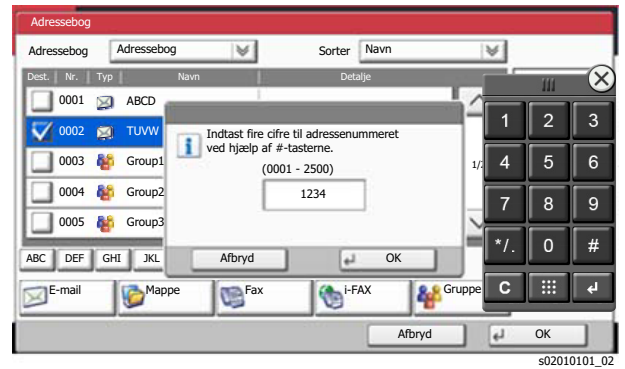 Adressebog
Adressebog Adressebog Sorter Navn
Dest. Nr. Typ Navn Detalje
0001 ABCD
0002 TUVW
0003 Group1
0004 Group2
0005 Group3
Indtast fire cifre til adressenummeret
ved hjælp af #-tasterne.
(0001 - 2500)
1234
Afbryd OK
1 2 3
4 5 6
7 8 9
*/. 0 #
C
ABC DEF GHI JKL
E-mail Mappe Fax i-FAX Gruppe
Afbryd OK
s02010101_02